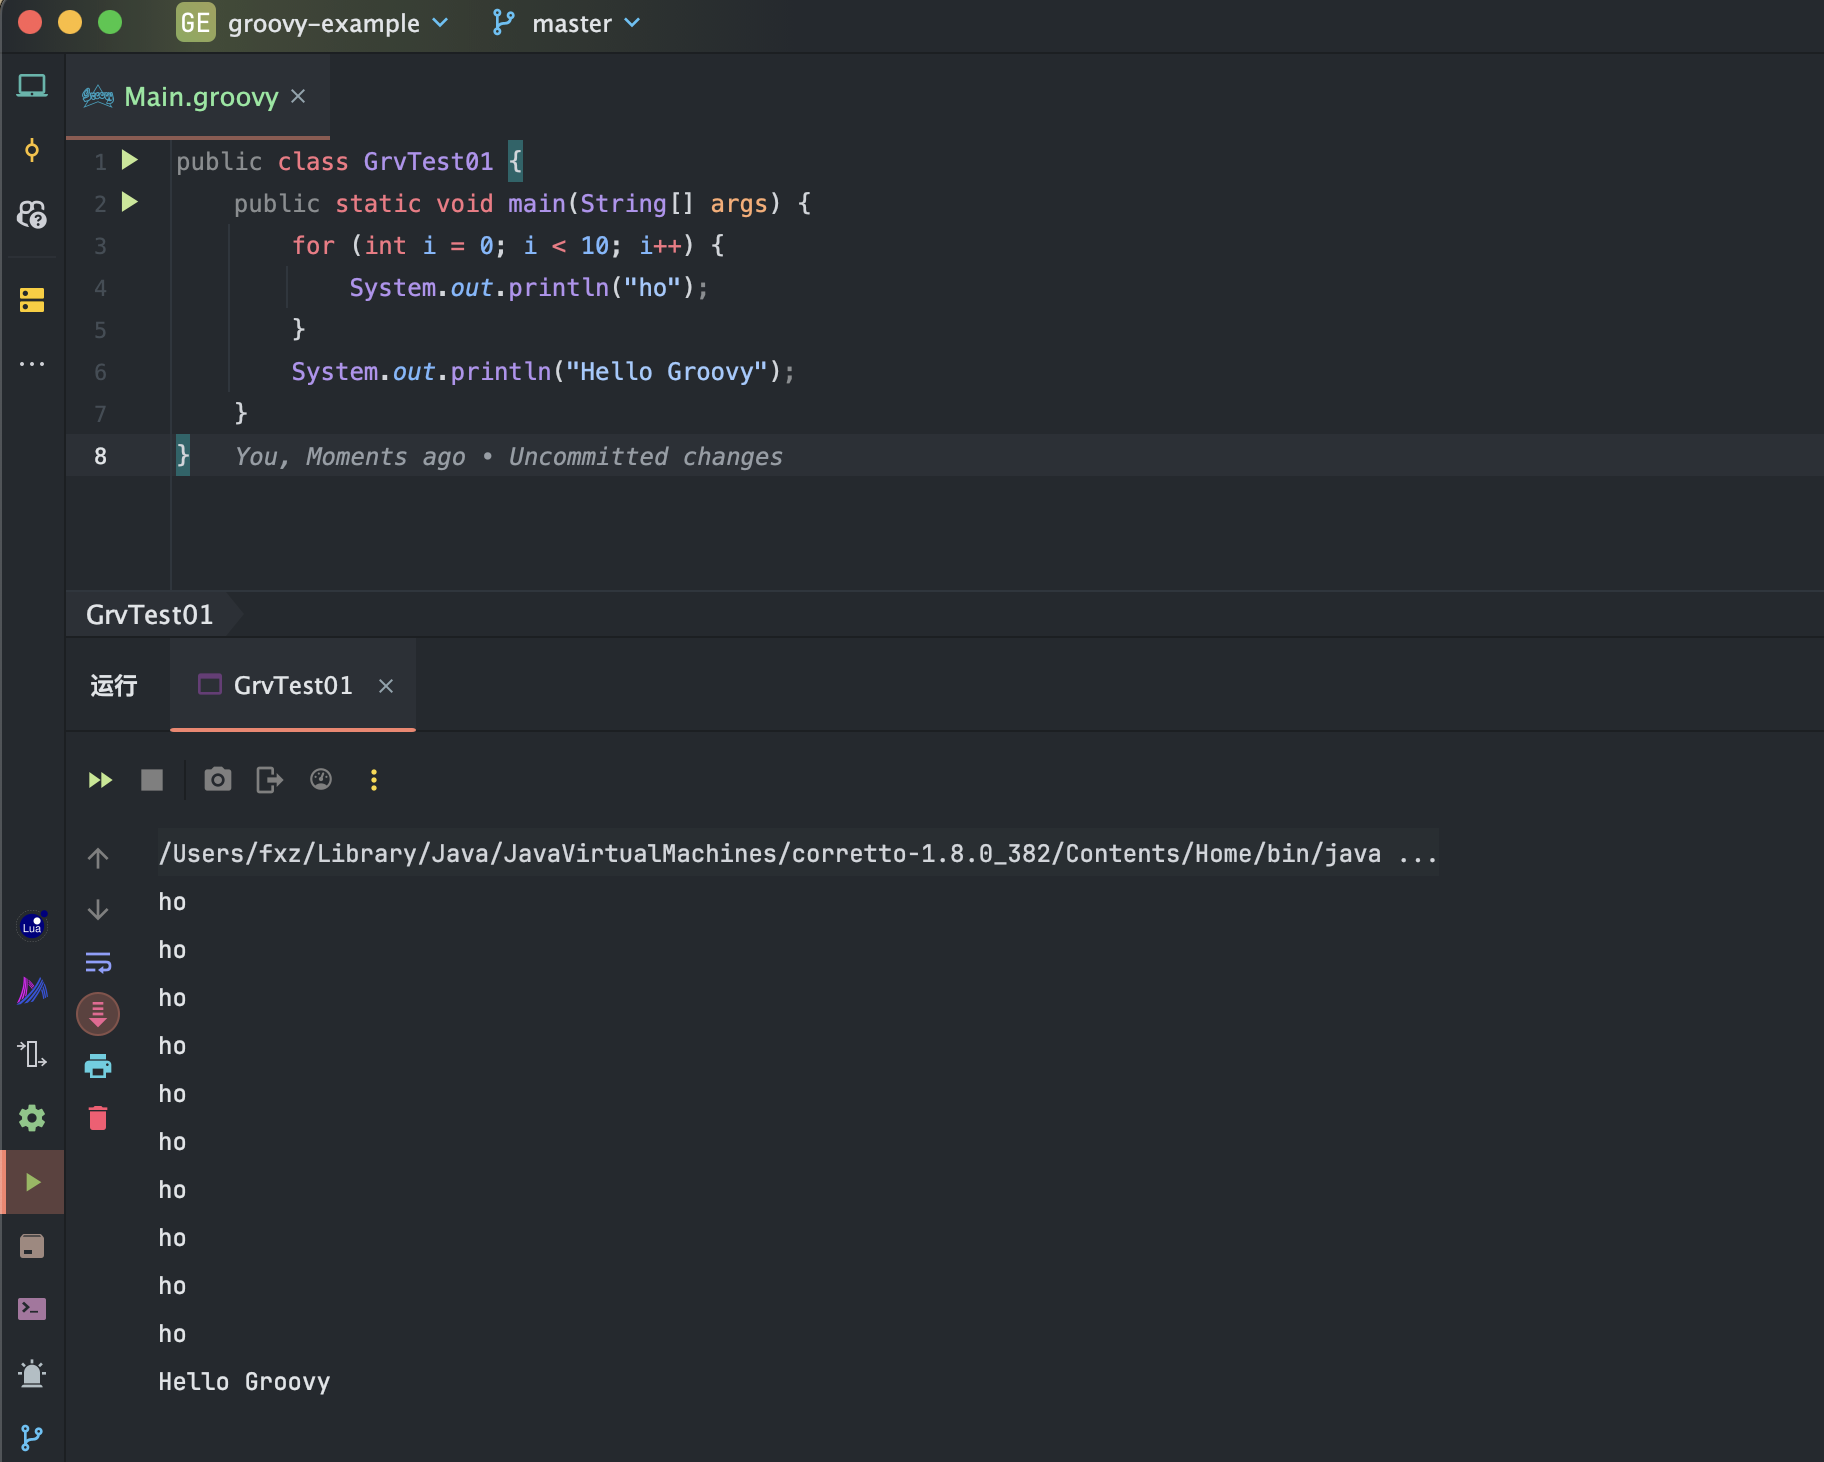 GE groovy-example master
Main.groovy
1 public class GrvTest01 {
2 public static void main(String[] args) {
3 for (int i = 0; i < 10; i++) {
4 System.out.println("ho");
5 }
6 System.out.println("Hello Groovy");
7 }
8 } You, Moments ago • Uncommitted changes
GrvTest01
运行 GrvTest01
/Users/fxz/Library/Java/JavaVirtualMachines/corretto-1.8.0_382/Contents/Home/bin/java ...
ho
ho
ho
ho
ho
ho
ho
ho
ho
ho
Hello Groovy
Lua